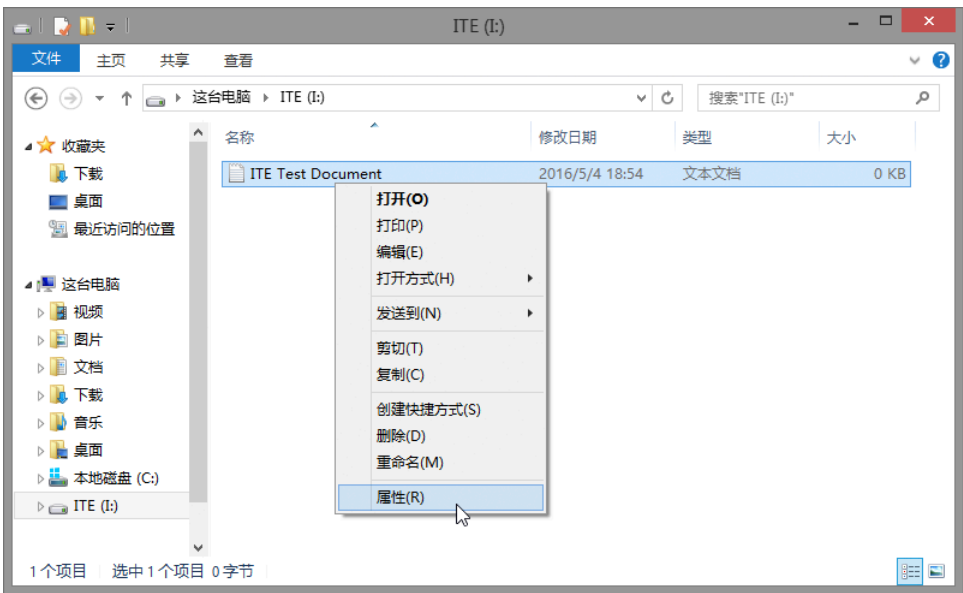 ITE (I:)
文件 主页 共享 查看
这台电脑 ITE (I:) 搜索"ITE (I:)"
名称 修改日期 类型 大小
收藏夹
下载
桌面
最近访问的位置
这台电脑
视频
图片
文档
下载
音乐
桌面
本地磁盘 (C:)
ITE (I:)
ITE Test Document 2016/5/4 18:54 文本文档 0 KB
打开(O)
打印(P)
编辑(E)
打开方式(H)
发送到(N)
剪切(T)
复制(C)
创建快捷方式(S)
删除(D)
重命名(M)
属性(R)
1个项目 选中1个项目 0字节